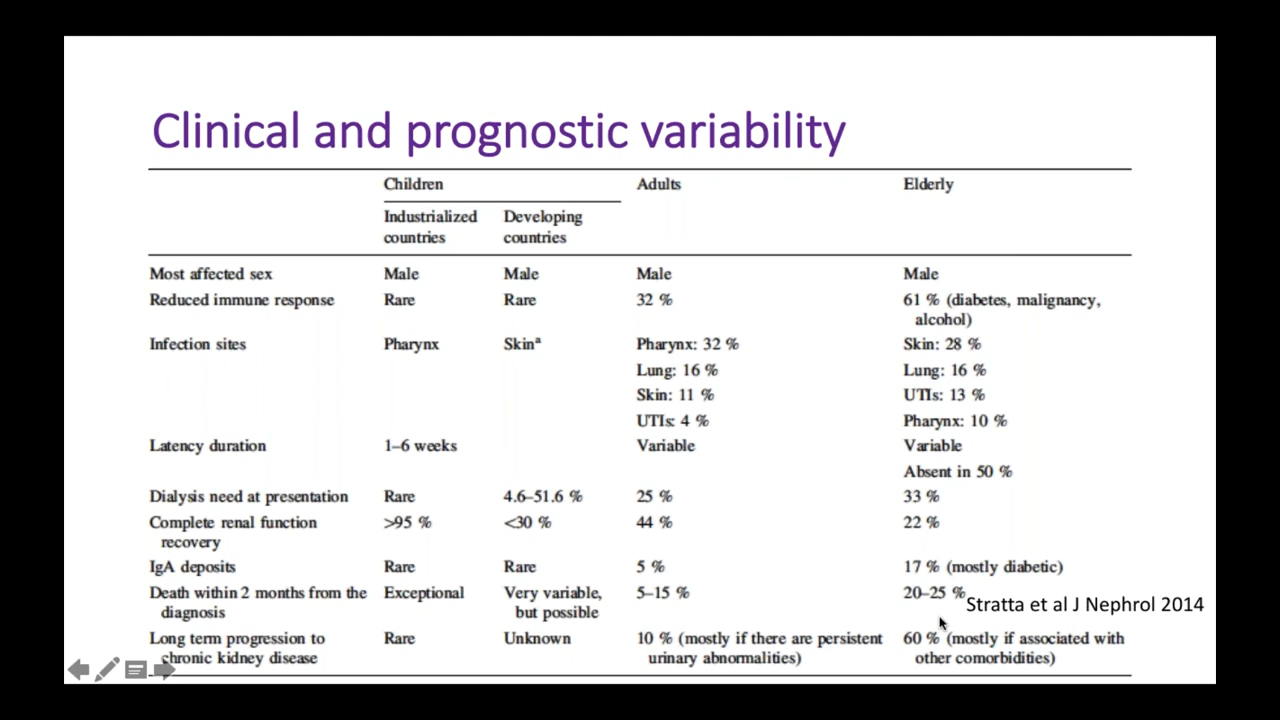 Clinical and prognostic variability
Children Adults Elderly
Industrialized Developing
countries countries
Most affected sex Male Male Male Male
Reduced immune response Rare Rare 32 % 61 % (diabetes, malignancy,
alcohol)
Infection sites Pharynx Skinª Pharynx: 32 % Skin: 28 %
Lung: 16 % Lung: 16 %
Skin: 11 % UTIs: 13 %
UTIs: 4 % Pharynx: 10 %
Latency duration 1–6 weeks Variable Variable
Absent in 50 %
Dialysis need at presentation Rare 4.6–51.6 % 25 % 33 %
Complete renal function >95 % <30 % 44 % 22 %
recovery
IgA deposits Rare Rare 5 % 17 % (mostly diabetic)
Death within 2 months from the Exceptional Very variable, 5–15 % 20–25 %
Stratta et al J Nephrol 2014
diagnosis but possible
Long term progression to Rare Unknown 10 % (mostly if there are persistent 60 % (mostly if associated with
chronic kidney disease urinary abnormalities) other comorbidities)